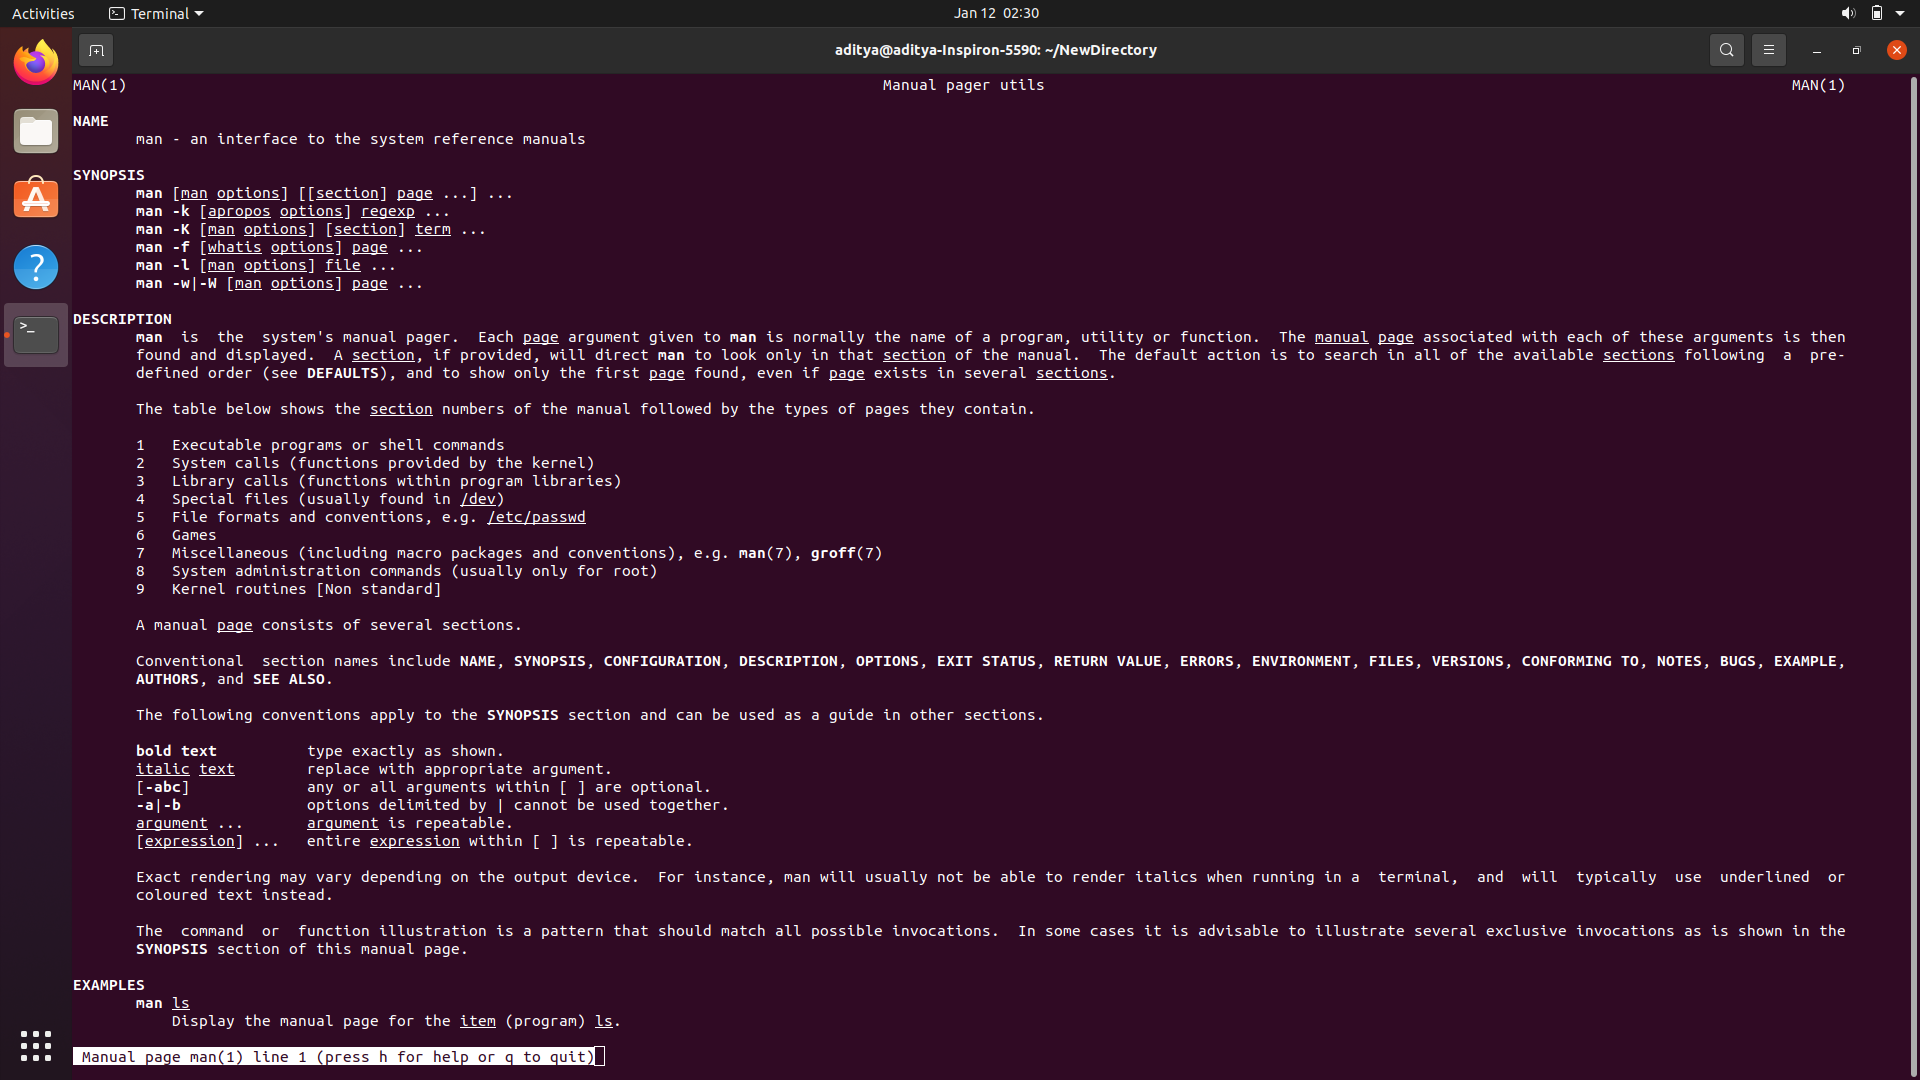 Activities Terminal Jan 12 02:30
aditya@aditya-Inspiron-5590: ~/NewDirectory
MAN(1) Manual pager utils MAN(1)
NAME
man - an interface to the system reference manuals
SYNOPSIS
man [man options] [[section] page ...] ...
man -k [apropos options] regexp ...
man -K [man options] [section] term ...
man -f [whatis options] page ...
man -l [man options] file ...
man -w|-W [man options] page ...
DESCRIPTION
man is the system's manual pager. Each page argument given to man is normally the name of a program, utility or function. The manual page associated with each of these arguments is then
found and displayed. A section, if provided, will direct man to look only in that section of the manual. The default action is to search in all of the available sections following a pre-
defined order (see DEFAULTS), and to show only the first page found, even if page exists in several sections.
The table below shows the section numbers of the manual followed by the types of pages they contain.
1 Executable programs or shell commands
2 System calls (functions provided by the kernel)
3 Library calls (functions within program libraries)
4 Special files (usually found in /dev)
5 File formats and conventions, e.g. /etc/passwd
6 Games
7 Miscellaneous (including macro packages and conventions), e.g. man(7), groff(7)
8 System administration commands (usually only for root)
9 Kernel routines [Non standard]
A manual page consists of several sections.
Conventional section names include NAME, SYNOPSIS, CONFIGURATION, DESCRIPTION, OPTIONS, EXIT STATUS, RETURN VALUE, ERRORS, ENVIRONMENT, FILES, VERSIONS, CONFORMING TO, NOTES, BUGS, EXAMPLE,
AUTHORS, and SEE ALSO.
The following conventions apply to the SYNOPSIS section and can be used as a guide in other sections.
bold text type exactly as shown.
italic text replace with appropriate argument.
[-abc] any or all arguments within [ ] are optional.
-a|-b options delimited by | cannot be used together.
argument ... argument is repeatable.
[expression] ... entire expression within [ ] is repeatable.
Exact rendering may vary depending on the output device. For instance, man will usually not be able to render italics when running in a terminal, and will typically use underlined or
coloured text instead.
The command or function illustration is a pattern that should match all possible invocations. In some cases it is advisable to illustrate several exclusive invocations as is shown in the
SYNOPSIS section of this manual page.
EXAMPLES
man ls
Display the manual page for the item (program) ls.
Manual page man(1) line 1 (press h for help or q to quit)